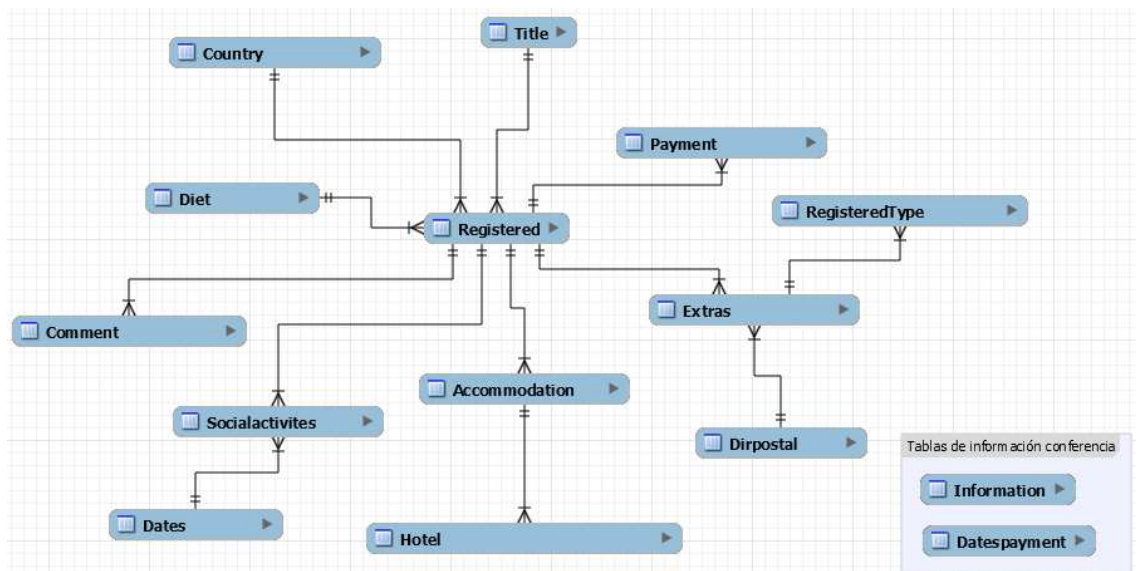 Title
Country
Payment
Diet
RegisteredType
Registered
Extras
Comment
Accommodation
Socialactivites
Dirpostal
Tablas de información conferencia
Information
Dates
Hotel
Datespayment